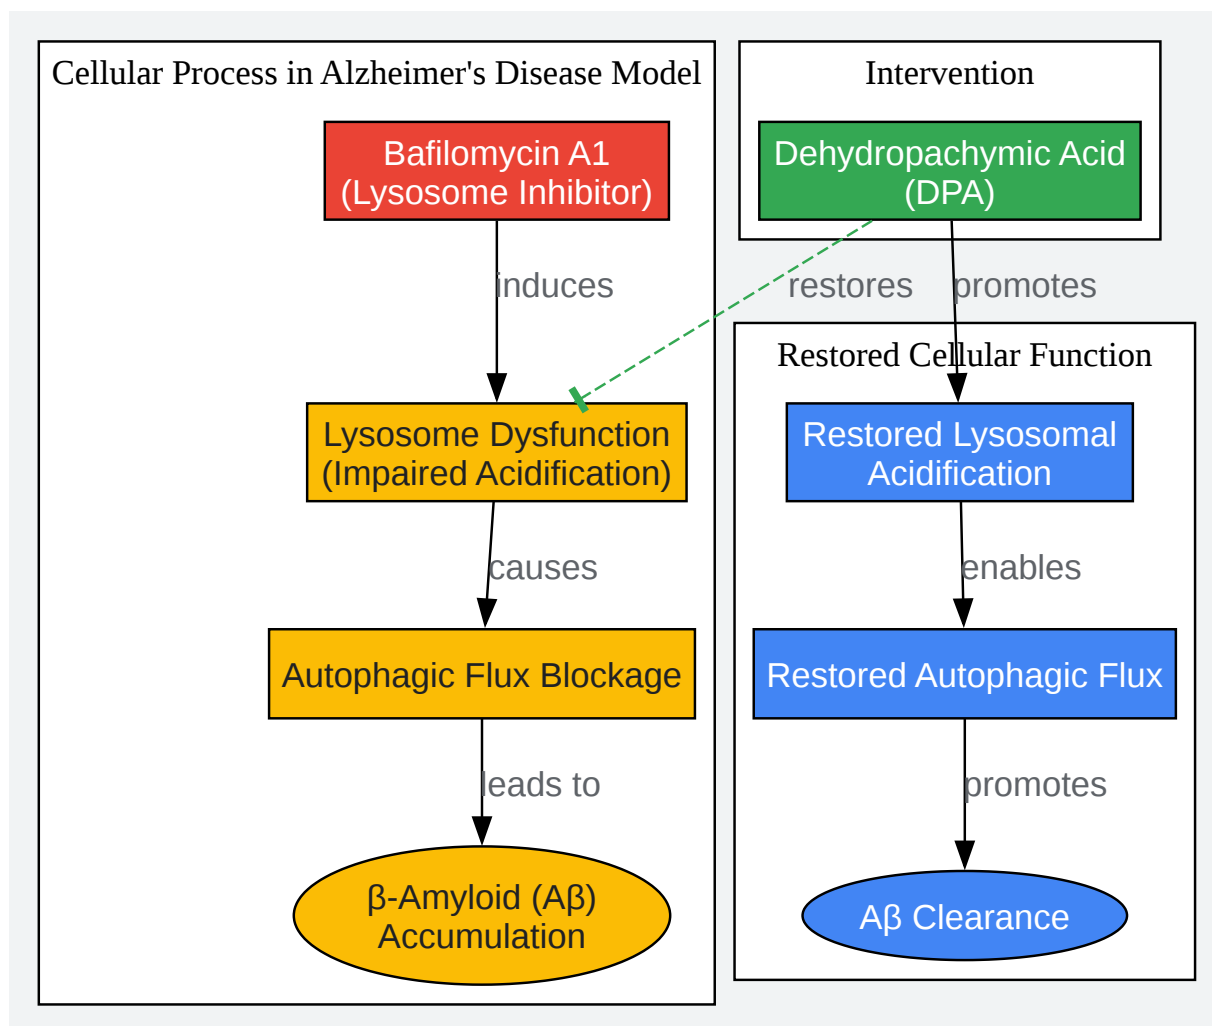 Cellular Process in Alzheimer's Disease Model
Bafilomycin A1
(Lysosome Inhibitor)
induces
Lysosome Dysfunction
(Impaired Acidification)
causes
Autophagic Flux Blockage
leads to
β-Amyloid (Aβ)
Accumulation
Intervention
Dehydropachymic Acid
(DPA)
restores
promotes
Restored Cellular Function
Restored Lysosomal
Acidification
enables
Restored Autophagic Flux
promotes
Aβ Clearance